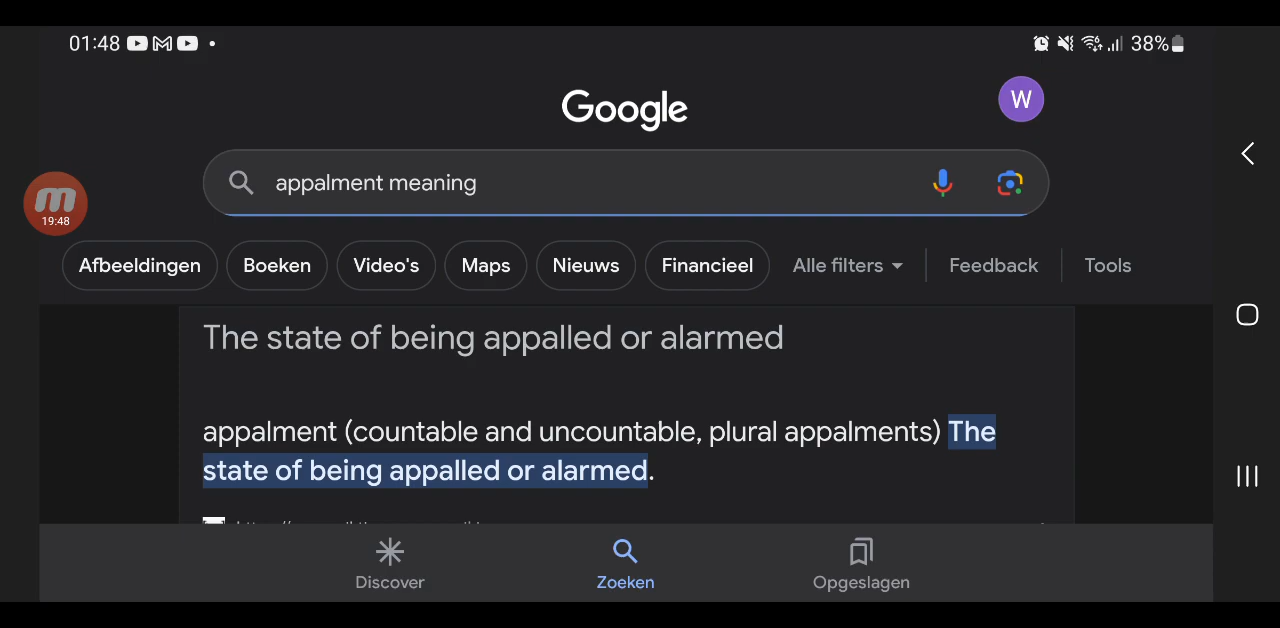 01:48 38%
Google
W
appalment meaning
m
19:48
Afbeeldingen Boeken Video's Maps Nieuws Financieel Alle filters Feedback Tools
The state of being appalled or alarmed
appalment (countable and uncountable, plural appalments) The
state of being appalled or alarmed.
Discover Zoeken Opgeslagen